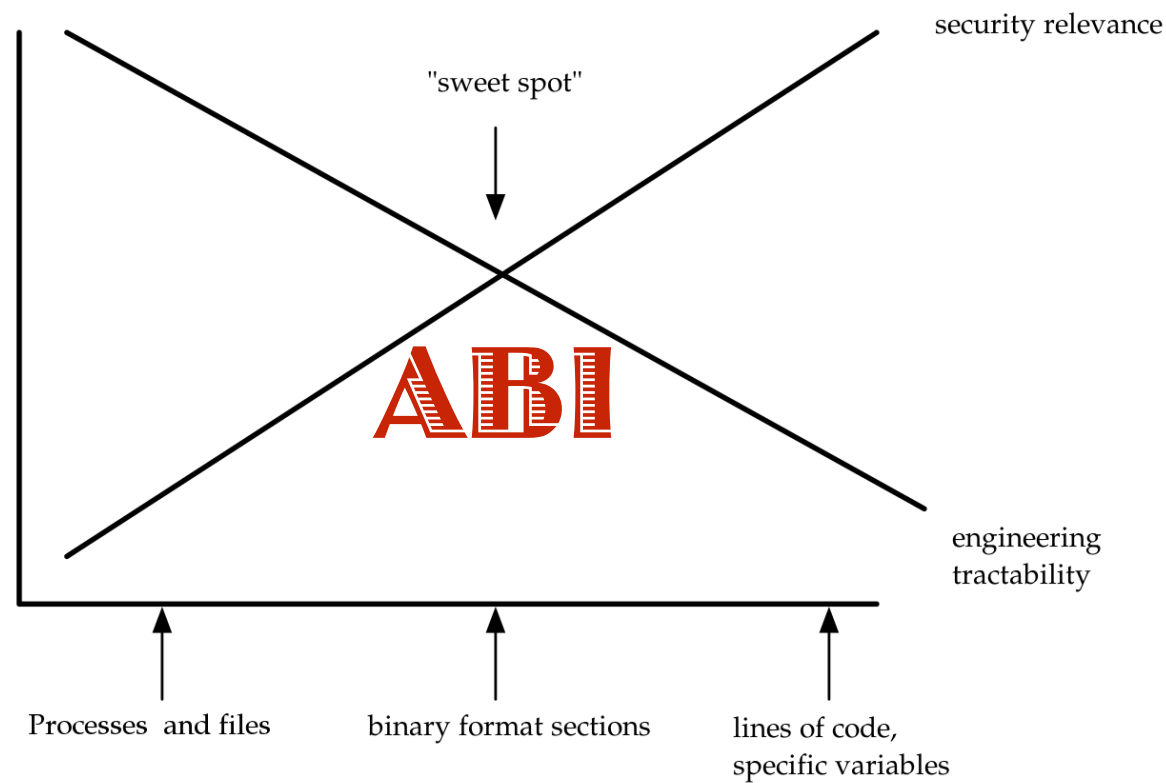 security relevance
"sweet spot"
ABI
engineering
tractability
Processes and files
binary format sections
lines of code,
specific variables